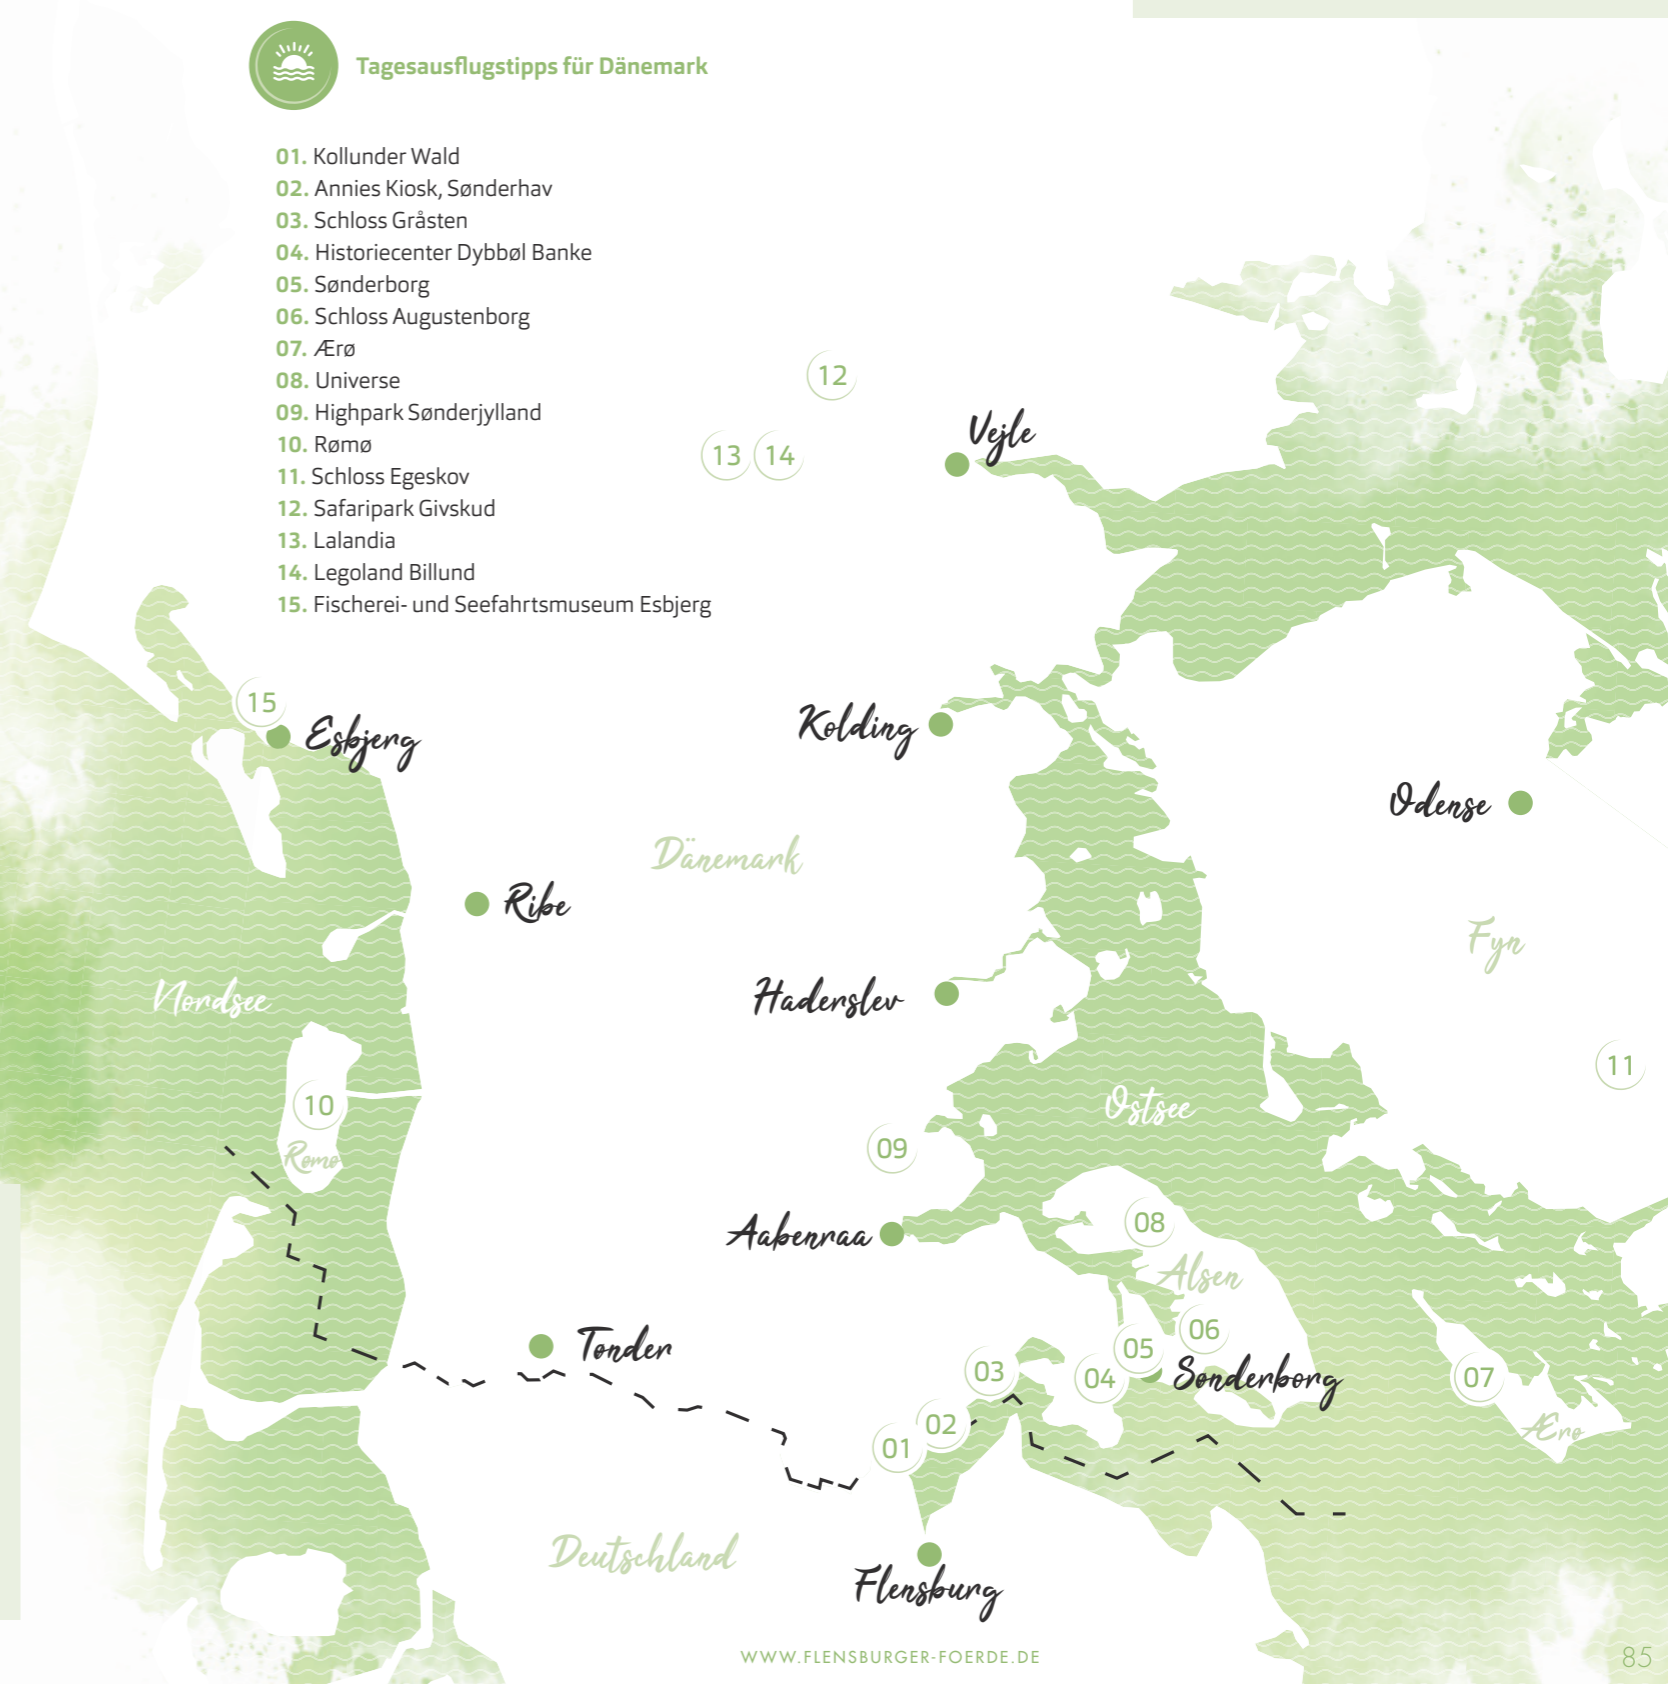 Tagesausflugstipps für Dänemark
01. Kollunder Wald
02. Annies Kiosk, Sønderhav
03. Schloss Gråsten
04. Historiecenter Dybbøl Banke
05. Sønderborg
06. Schloss Augustenborg
07. Ærø
08. Universe
09. Highpark Sønderjylland
10. Rømø
11. Schloss Egeskov
12. Safaripark Givskud
13. Lalandia
14. Legoland Billund
15. Fischerei- und Seefahrtsmuseum Esbjerg
12
Vejle
13 14
15
Esbjerg
Kolding
Odense
Dänemark
Ribe
Fyn
Nordsee
Haderslev
11
10
Ostsee
09
Rømø
08
Aabenraa
Alsen
06
Tønder
05
03
04
Sønderborg
07
02
01
Ærø
Deutschland
Flensburg
WWW.FLENSBURGER-FOERDE.DE
85